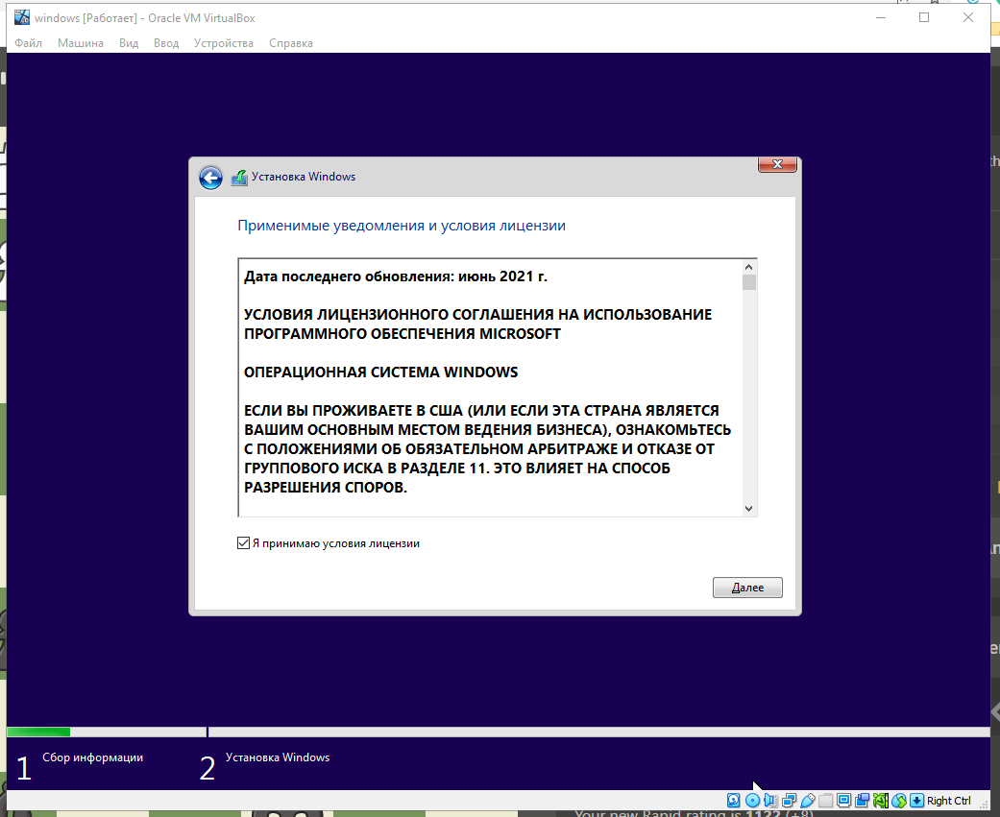 windows [Работает] - Oracle VM VirtualBox
Файл Машина Вид Ввод Устройства Справка
Установка Windows
Применимые уведомления и условия лицензии
Дата последнего обновления: июнь 2021 г.
УСЛОВИЯ ЛИЦЕНЗИОННОГО СОГЛАШЕНИЯ НА ИСПОЛЬЗОВАНИЕ
ПРОГРАММНОГО ОБЕСПЕЧЕНИЯ MICROSOFT
ОПЕРАЦИОННАЯ СИСТЕМА WINDOWS
ЕСЛИ ВЫ ПРОЖИВАЕТЕ В США (ИЛИ ЕСЛИ ЭТА СТРАНА ЯВЛЯЕТСЯ
ВАШИМ ОСНОВНЫМ МЕСТОМ ВЕДЕНИЯ БИЗНЕСА), ОЗНАКОМЬТЕСЬ
С ПОЛОЖЕНИЯМИ ОБ ОБЯЗАТЕЛЬНОМ АРБИТРАЖЕ И ОТКАЗЕ ОТ
ГРУППОВОГО ИСКА В РАЗДЕЛЕ 11. ЭТО ВЛИЯЕТ НА СПОСОБ
РАЗРЕШЕНИЯ СПОРОВ.
Я принимаю условия лицензии
Далее
1 Сбор информации
2 Установка Windows
Right Ctrl
Your new Rapid rating is 1122 (+8)